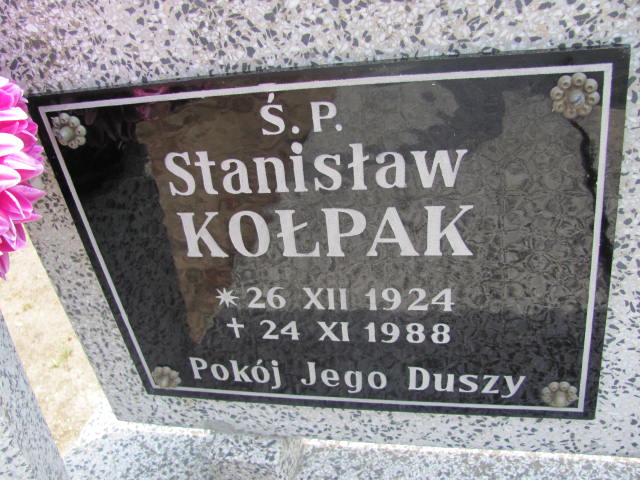 Ś. P.
Stanisław
KOŁPAK
* 26 XII 1924
✝ 24 XI 1988
Pokój Jego Duszy